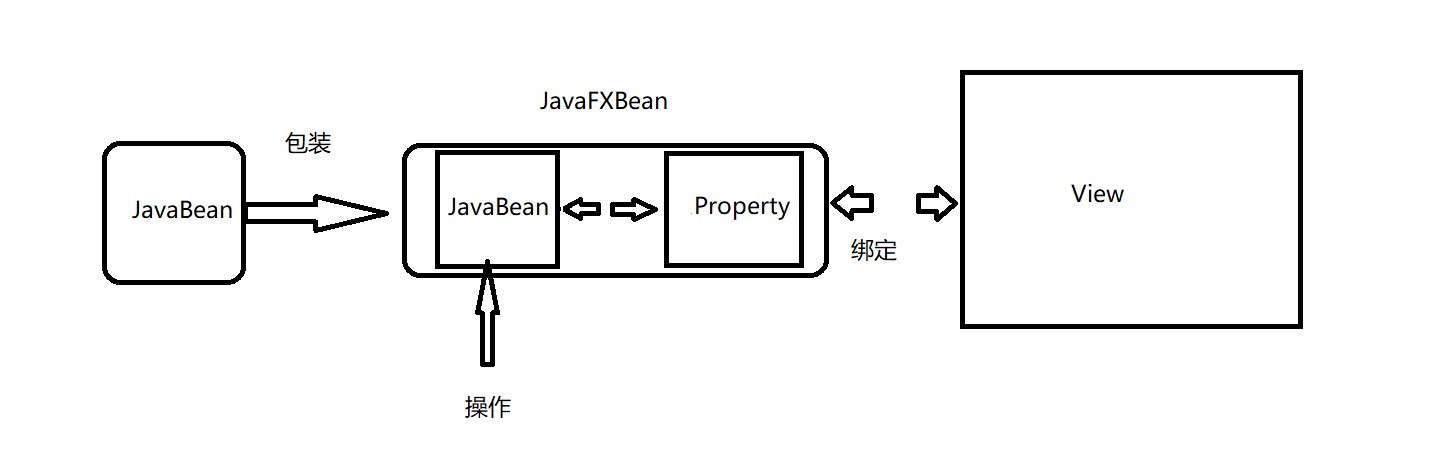 JavaFXBean
包装
JavaBean
JavaBean
Property
View
绑定
操作